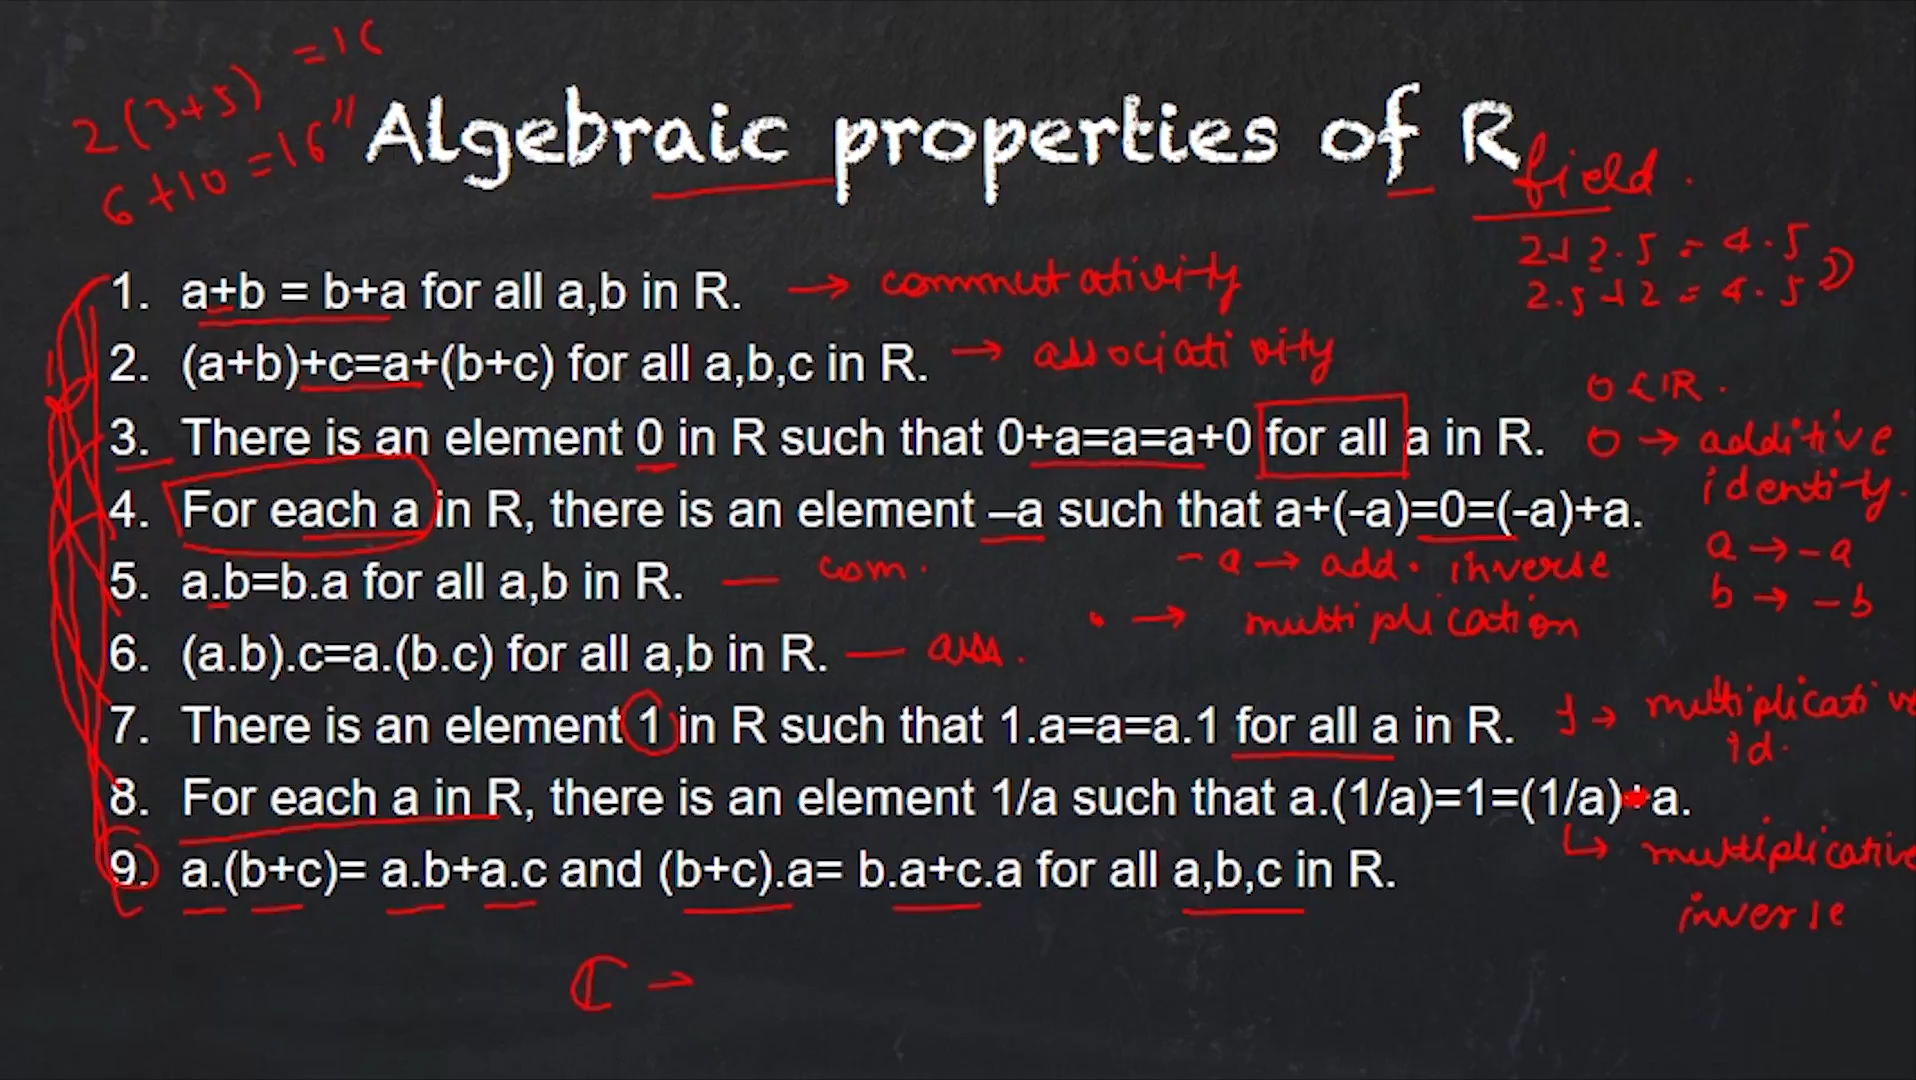 2(3+5) =16
6+10 =16"
Algebraic properties of R
field.
2+2.5 = 4.5
2.5+2 = 4.5
1. a+b = b+a for all a,b in R. → commutativity
2. (a+b)+c=a+(b+c) for all a,b,c in R. → associativity
0 ∈ IR.
3. There is an element 0 in R such that 0+a=a=a+0 for all a in R.
0 → additive
identity.
4. For each a in R, there is an element –a such that a+(-a)=0=(-a)+a.
a → -a
b → -b
-a → add. inverse
5. a.b=b.a for all a,b in R. — com.
. → multiplication
6. (a.b).c=a.(b.c) for all a,b in R. — ass.
7. There is an element 1 in R such that 1.a=a=a.1 for all a in R.
1 → multiplicative
id.
8. For each a in R, there is an element 1/a such that a.(1/a)=1=(1/a).a.
↳ multiplicative
inverse
9. a.(b+c)= a.b+a.c and (b+c).a= b.a+c.a for all a,b,c in R.
ℂ →